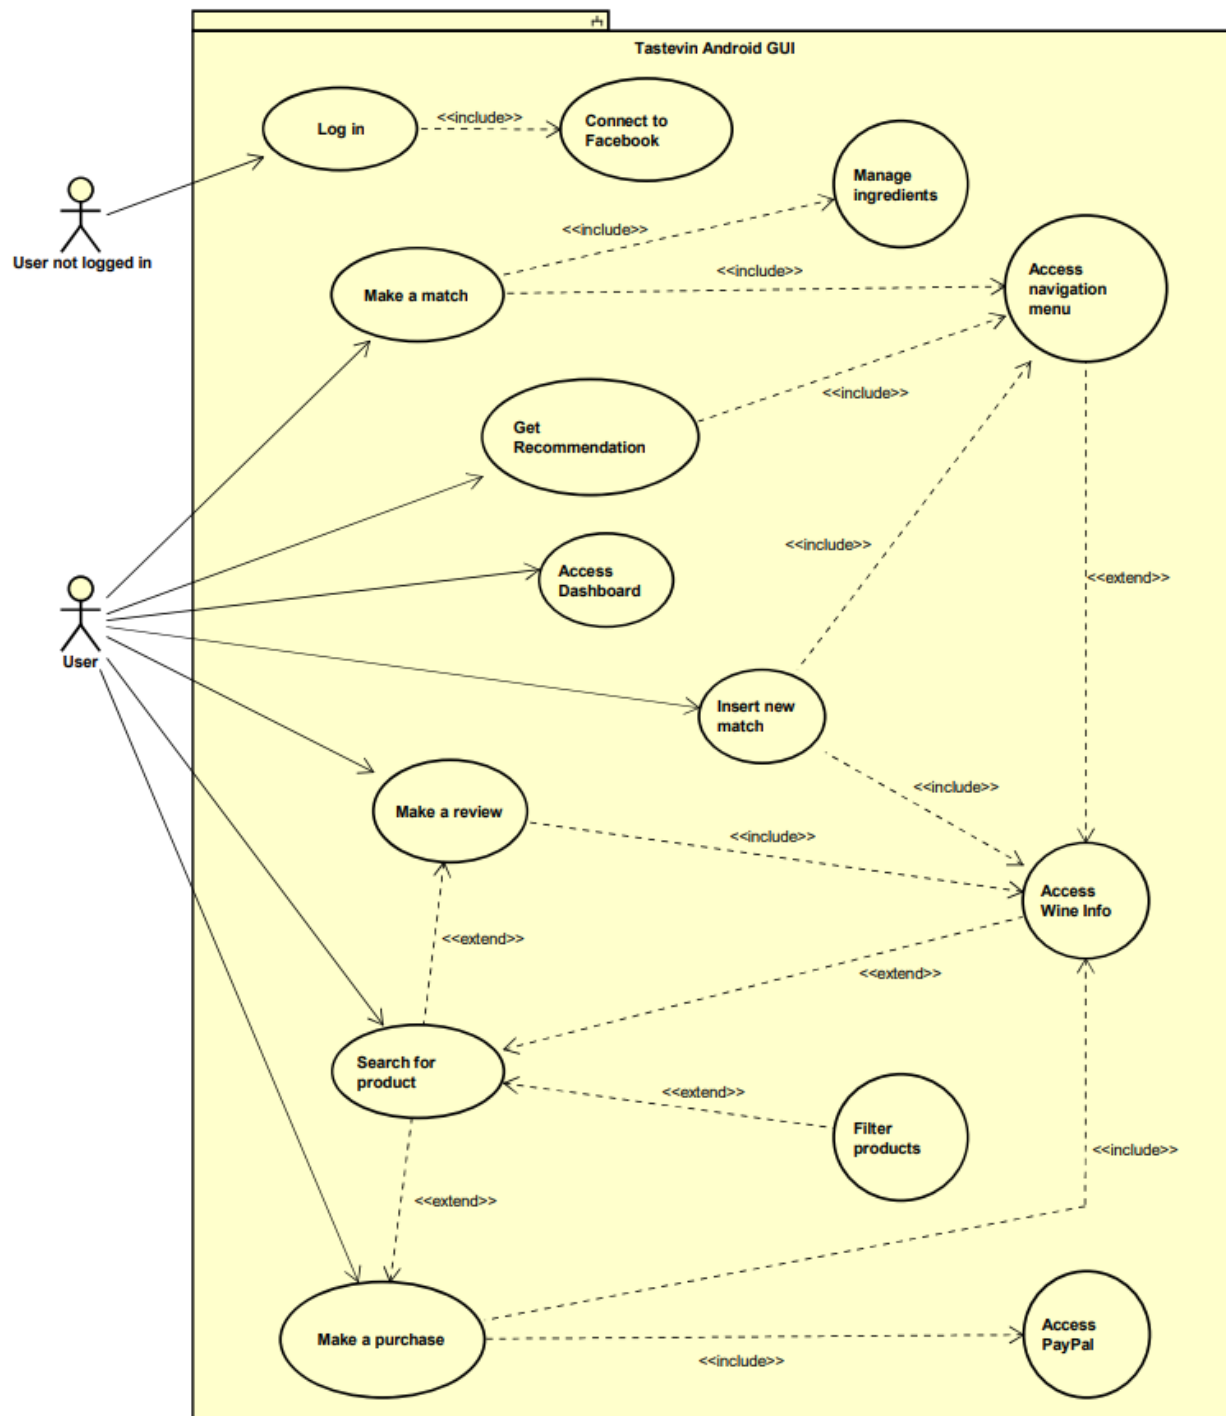 Tastevin Android GUI
Log in
<<include>>
Connect to
Facebook
Manage
ingredients
User not logged in
<<include>>
Make a match
<<include>>
Access
navigation
menu
<<include>>
Get
Recommendation
<<include>>
Access
Dashboard
<<extend>>
User
Insert new
match
<<include>>
Make a review
<<include>>
Access
Wine Info
<<extend>>
<<extend>>
Search for
product
<<extend>>
Filter
products
<<include>>
<<extend>>
Make a purchase
<<include>>
Access
PayPal